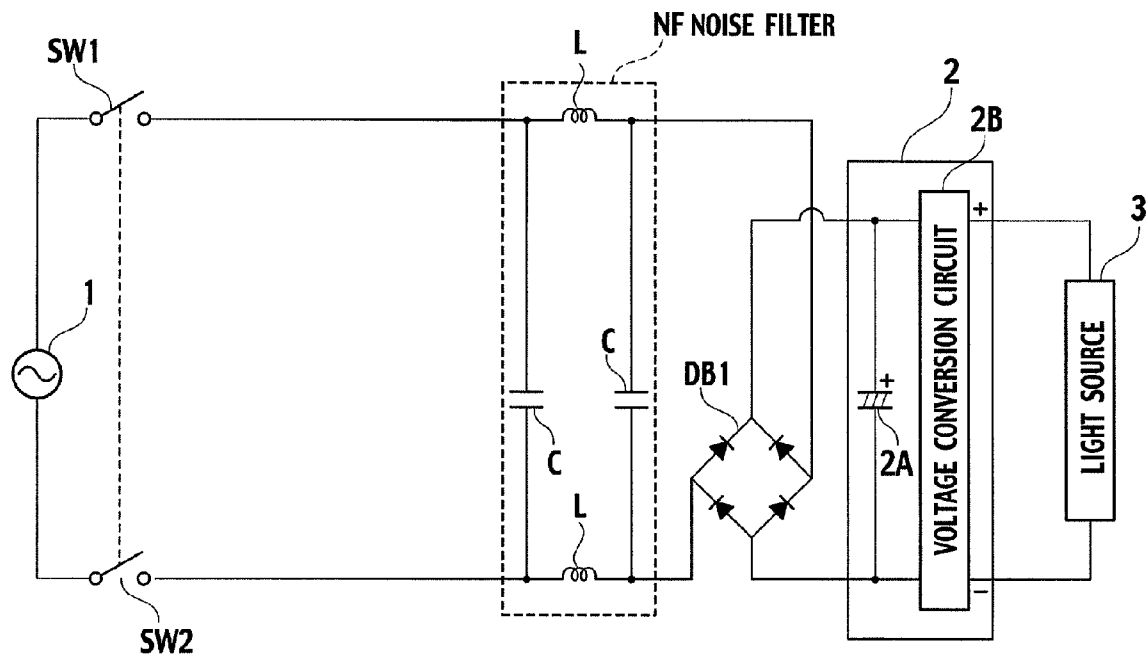 NF NOISE FILTER
SW1
L
2
2B
3
1
+
VOLTAGE CONVERSION CIRCUIT
LIGHT SOURCE
C
DB1
+
C
2A
L
−
SW2